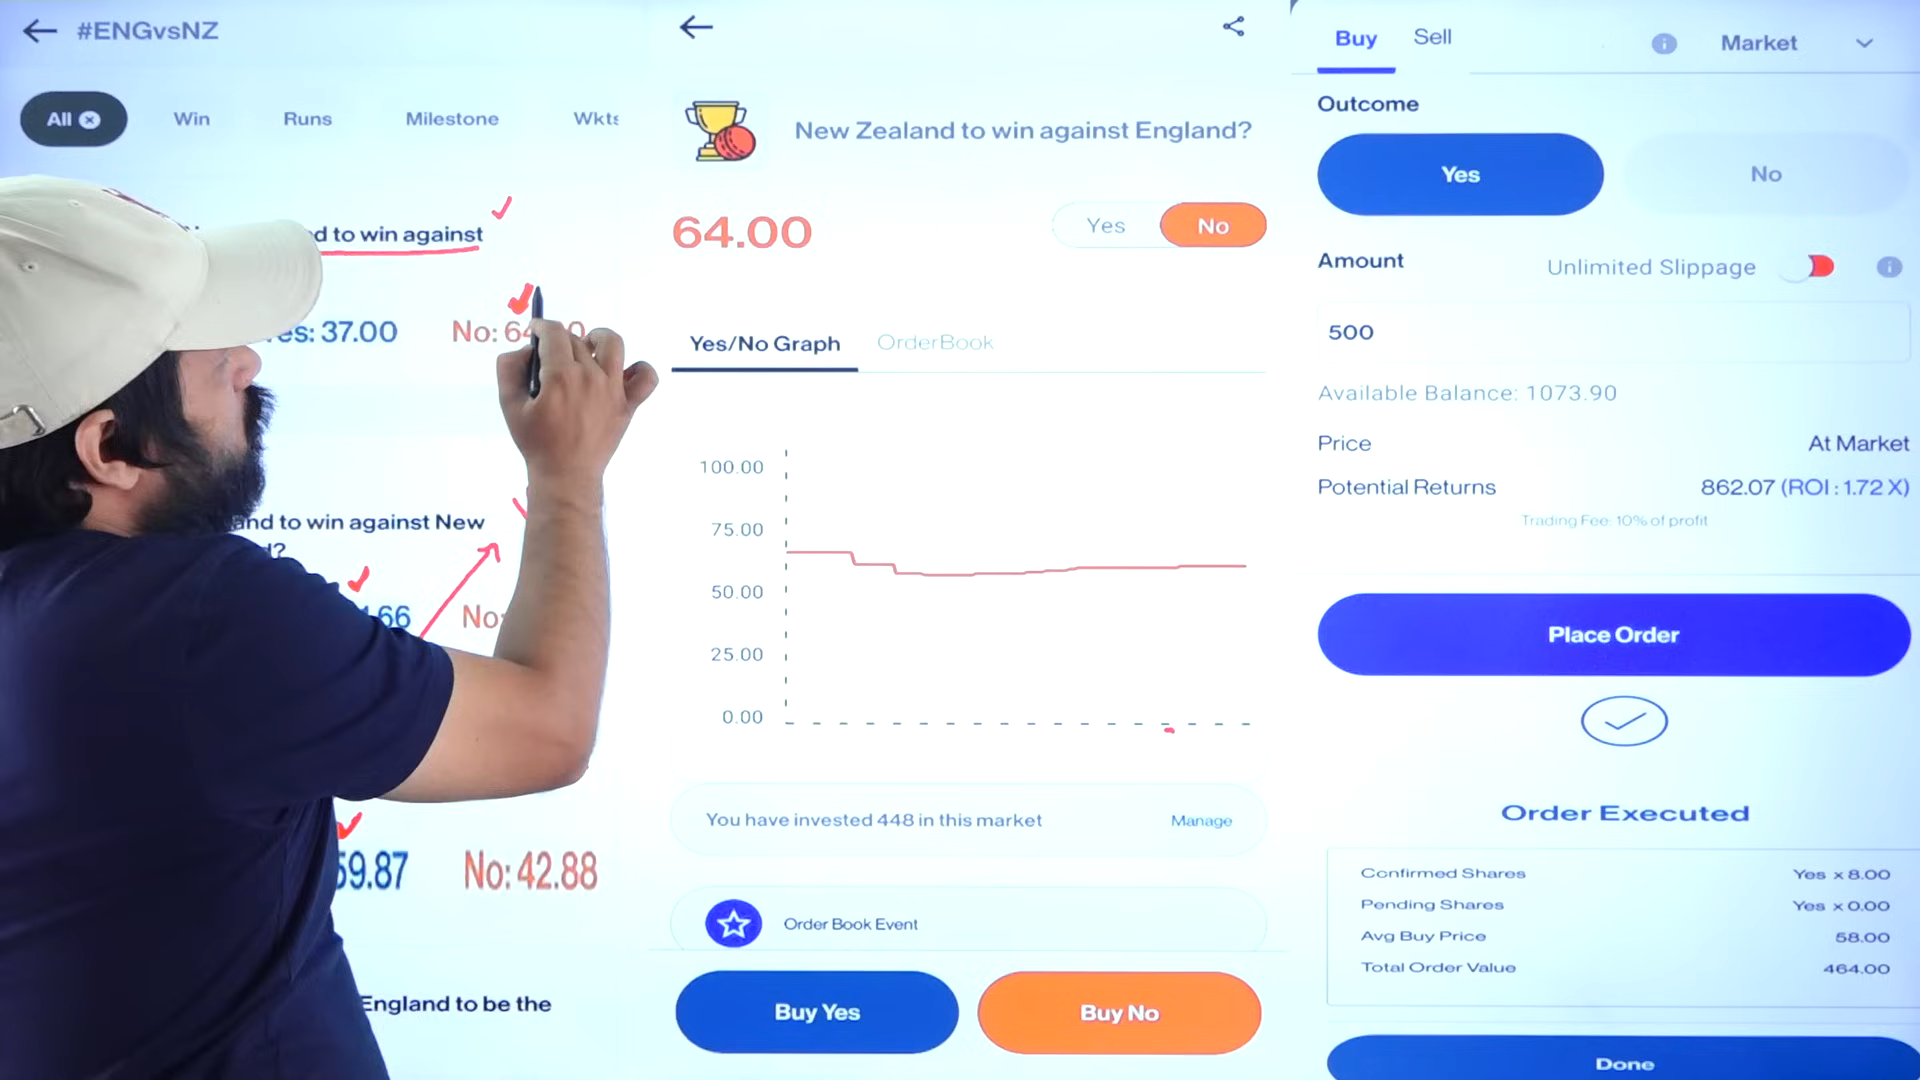 #ENGvsNZ
All
Win
Runs
Milestone
d to win against
es: 37.00
and to win against New
d?
.66
No:
59.87
No: 42.88
England to be the
New Zealand to win against England?
64.00
Yes
No
Yes/No Graph
OrderBook
100.00
75.00
50.00
25.00
0.00
You have invested 448 in this market
Manage
Order Book Event
Buy Yes
Buy No
Buy
Sell
Market
Outcome
Yes
No
Amount
Unlimited Slippage
500
Available Balance: 1073.90
Price
At Market
Potential Returns
862.07 (ROI : 1.72 X)
Trading Fee: 10% of profit
Place Order
Order Executed
Confirmed Shares
Yes x 8.00
Pending Shares
Yes x 0.00
Avg Buy Price
58.00
Total Order Value
464.00
Done